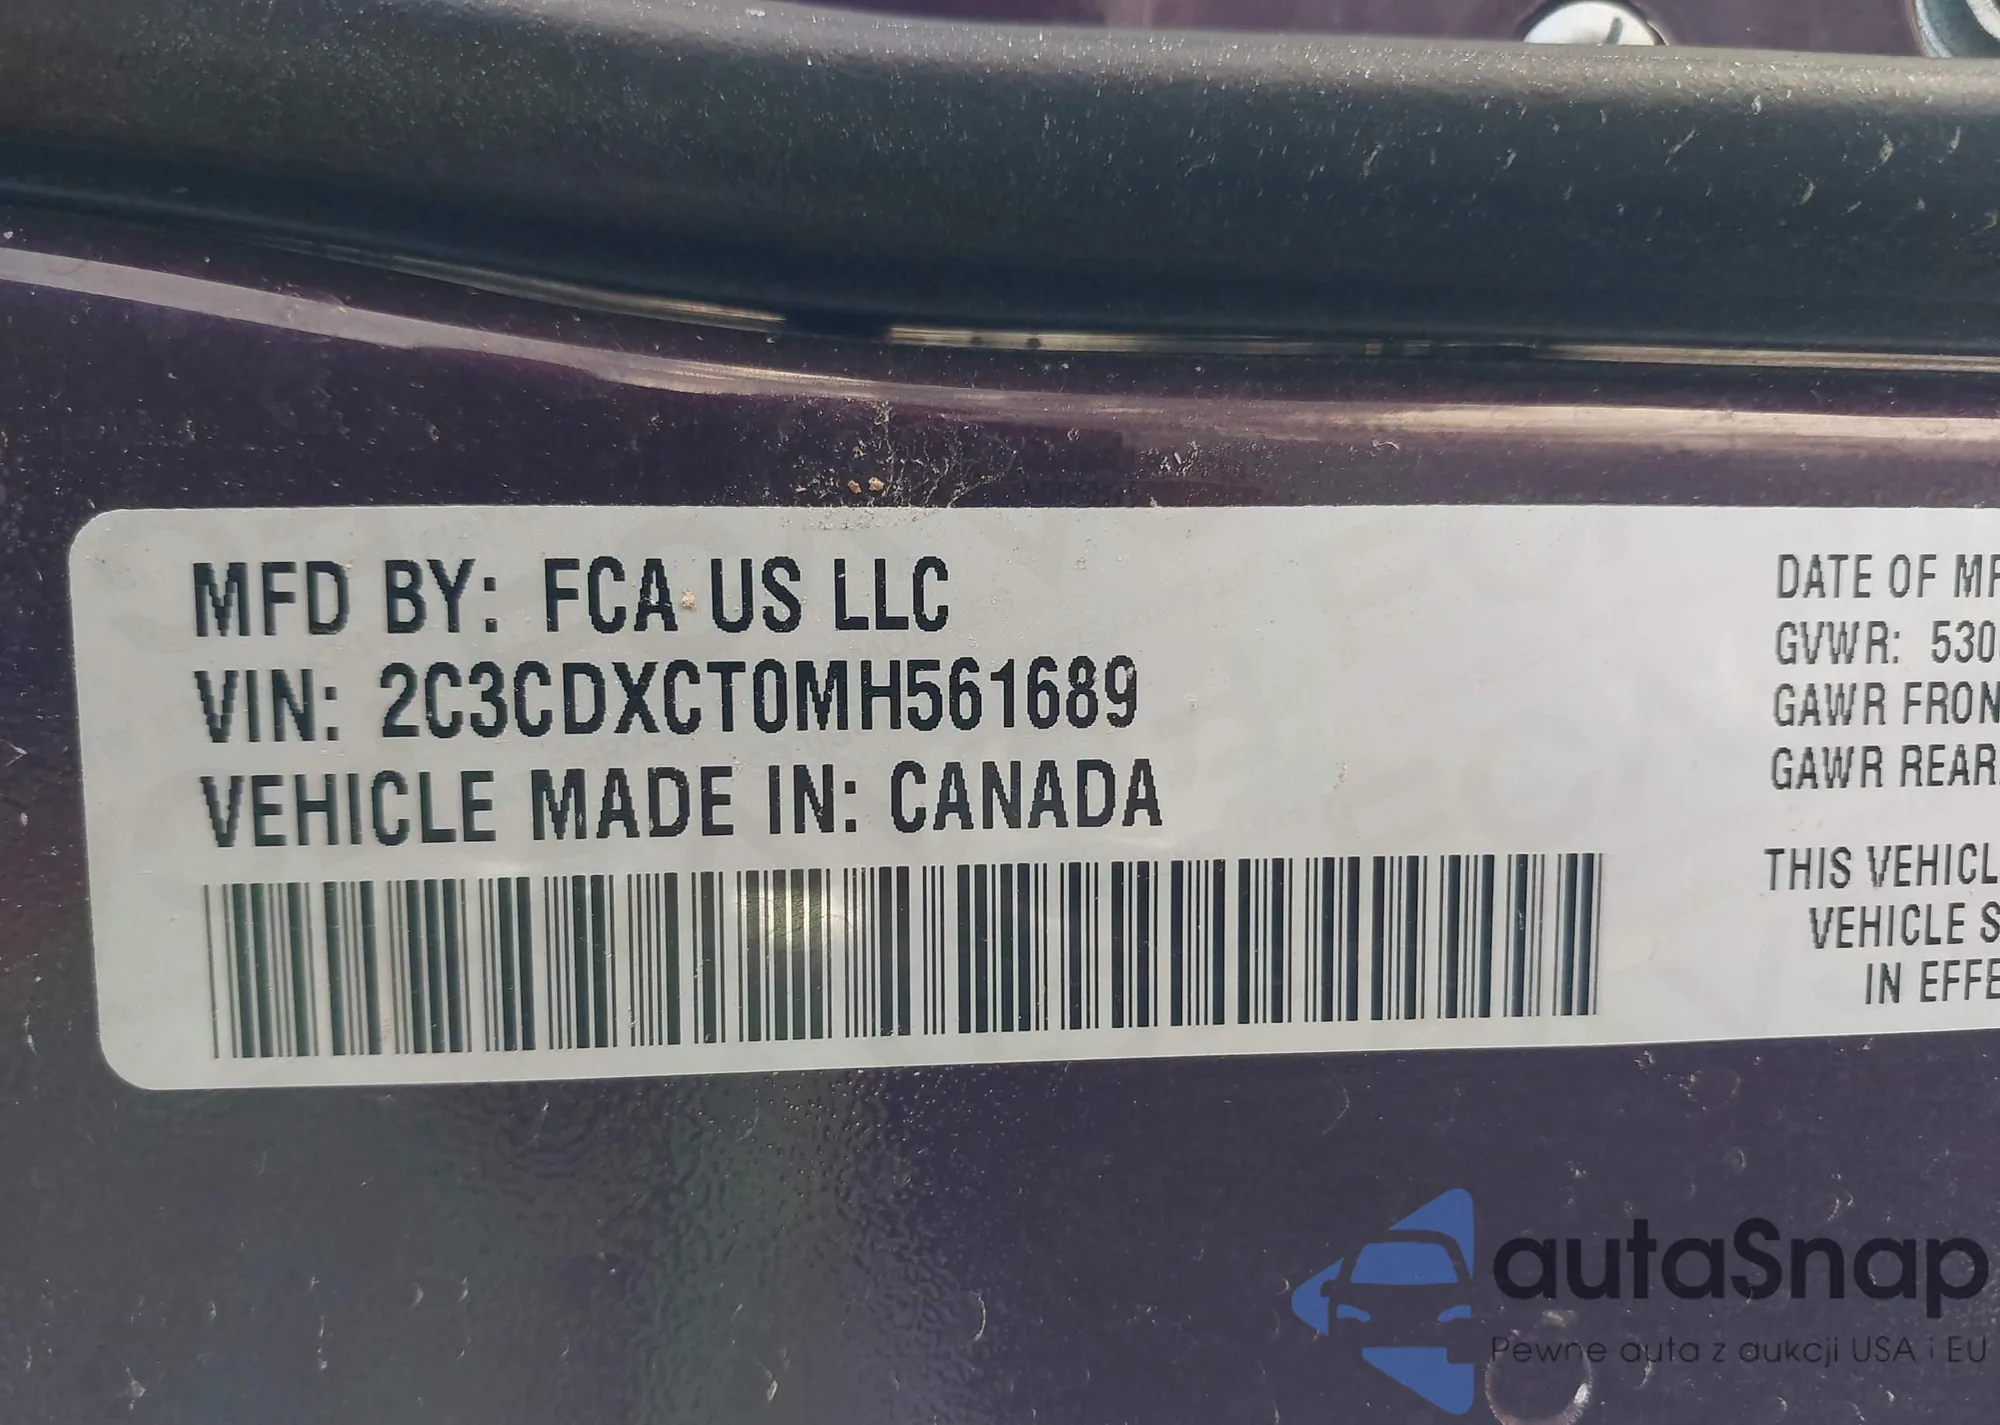 MFD BY: FCA US LLC
VIN: 2C3CDXCT0MH561689
VEHICLE MADE IN: CANADA
DATE OF MF
GVWR: 530
GAWR FRON
GAWR REAR
THIS VEHICL
VEHICLE S
IN EFFE
autaSnap
Pewne auta z aukcji USA i EU